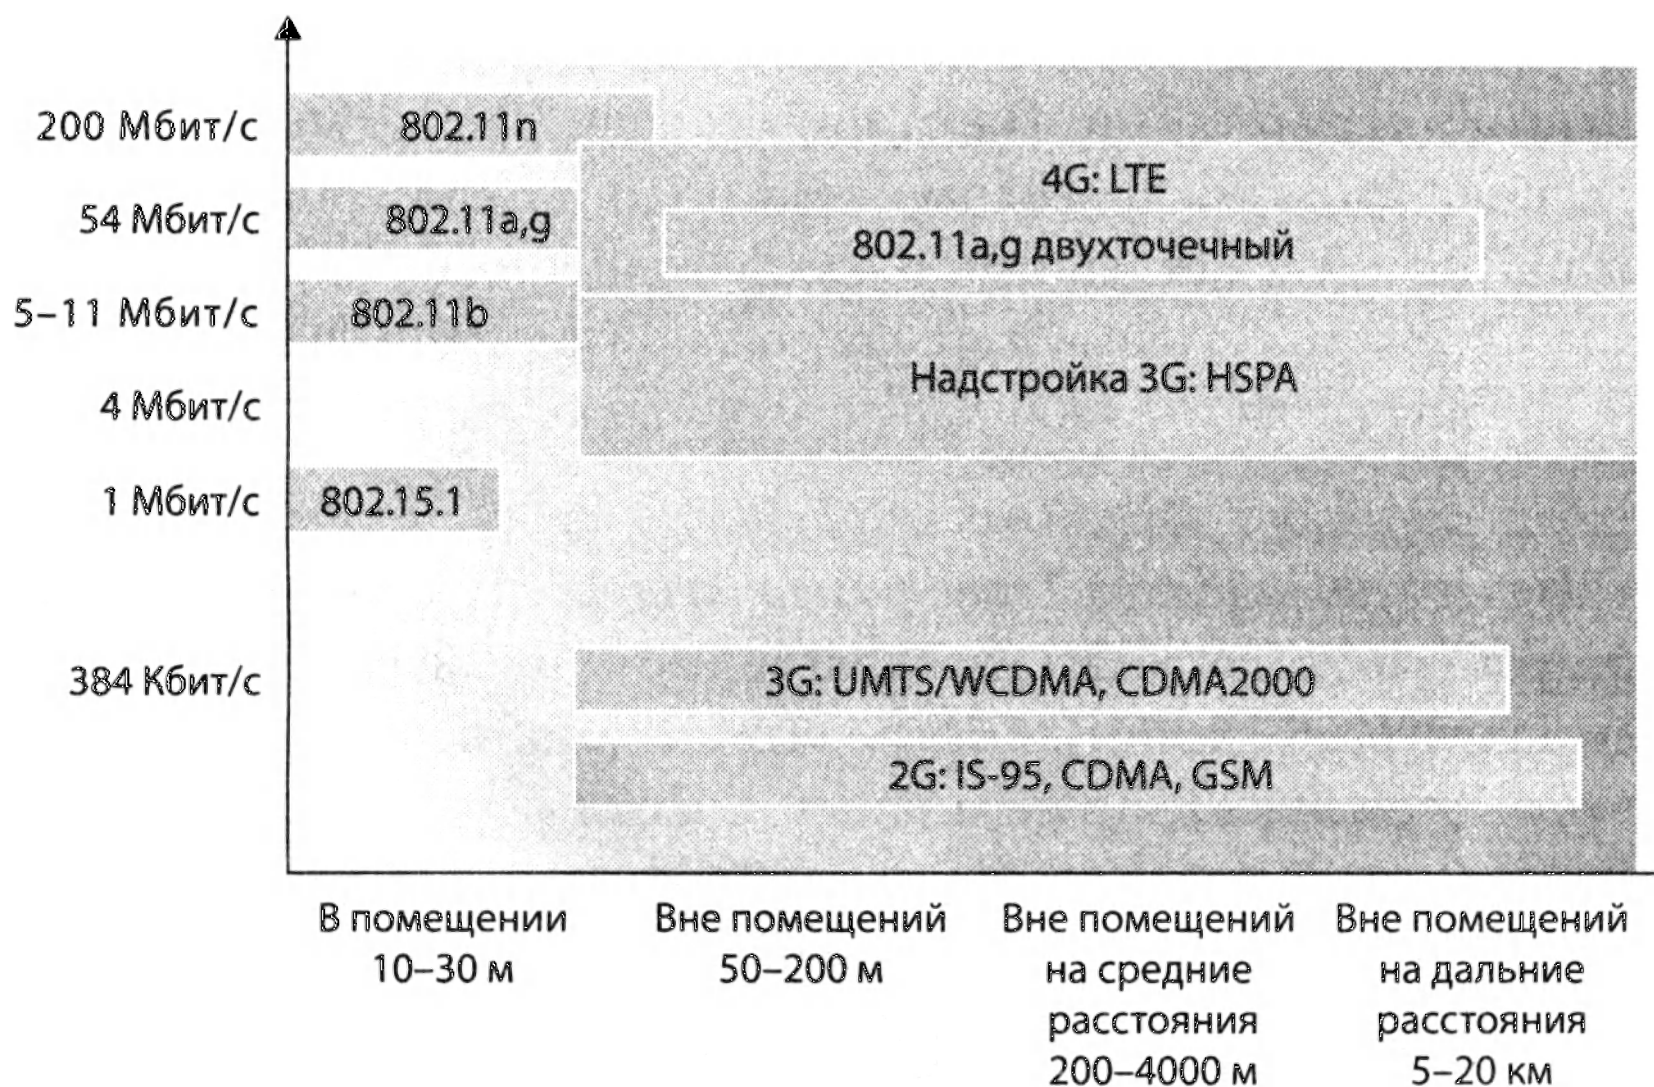 200 Мбит/с
802.11n
4G: LTE
54 Мбит/с
802.11a,g
802.11a,g двухточечный
5–11 Мбит/с
802.11b
Надстройка 3G: HSPA
4 Мбит/с
1 Мбит/с
802.15.1
384 Кбит/с
3G: UMTS/WCDMA, CDMA2000
2G: IS-95, CDMA, GSM
В помещении
10–30 м
Вне помещений
50–200 м
Вне помещений
на средние
расстояния
200–4000 м
Вне помещений
на дальние
расстояния
5–20 км